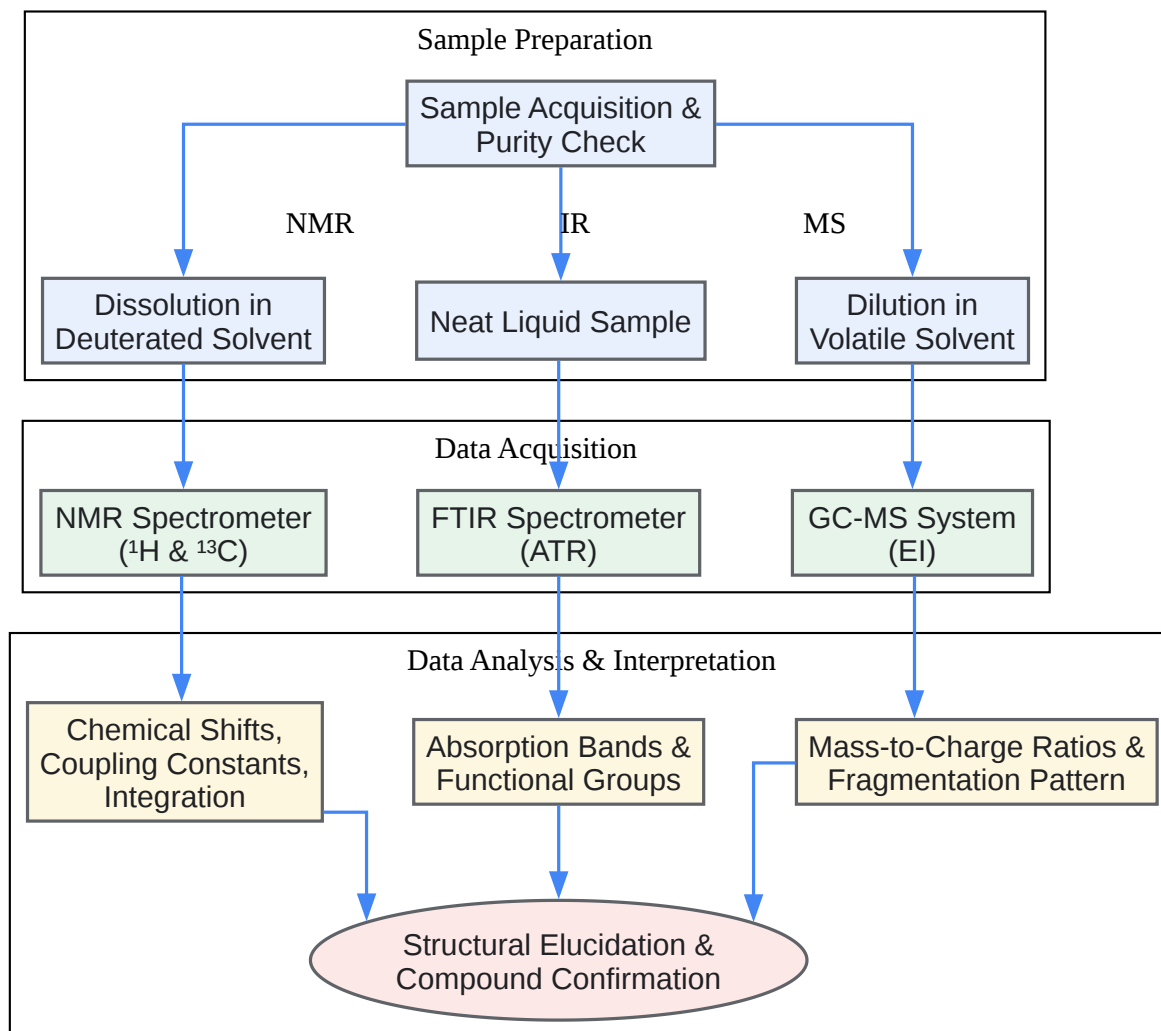 Sample Preparation
Sample Acquisition &
Purity Check
NMR
IR
MS
Dissolution in
Deuterated Solvent
Neat Liquid Sample
Dilution in
Volatile Solvent
Data Acquisition
NMR Spectrometer
(¹H & ¹³C)
FTIR Spectrometer
(ATR)
GC-MS System
(EI)
Data Analysis & Interpretation
Chemical Shifts,
Coupling Constants,
Integration
Absorption Bands &
Functional Groups
Mass-to-Charge Ratios &
Fragmentation Pattern
Structural Elucidation &
Compound Confirmation